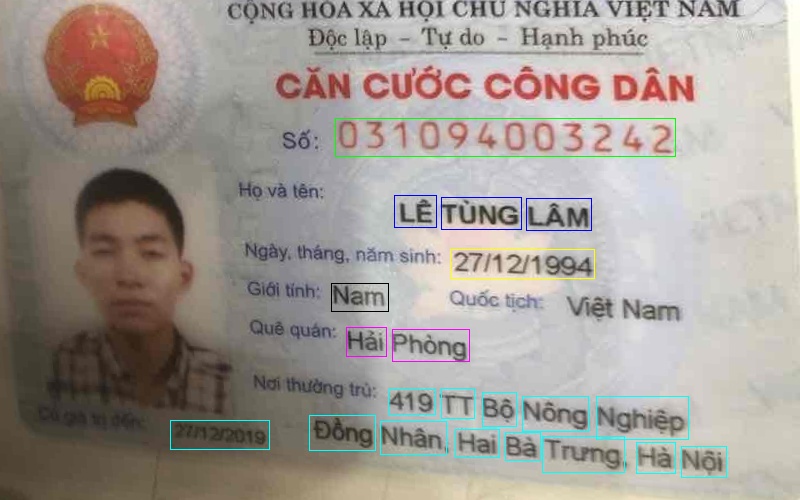 CỘNG HÒA XÃ HỘI CHỦ NGHĨA VIỆT NAM
Độc lập - Tự do - Hạnh phúc
CĂN CƯỚC CÔNG DÂN
Số: 031094003242
Họ và tên:
LÊ TÙNG LÂM
Ngày, tháng, năm sinh: 27/12/1994
Giới tính: Nam Quốc tịch: Việt Nam
Quê quán: Hải Phòng
Nơi thường trú: 419 TT Bộ Nông Nghiệp
Đồng Nhân, Hai Bà Trưng, Hà Nội
Có giá trị đến: 27/12/2019